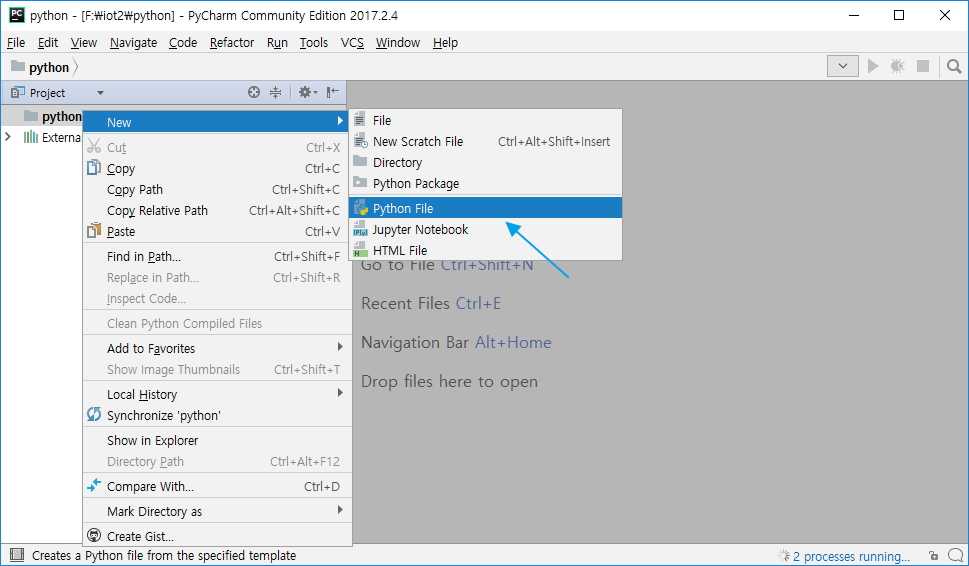 PC
python - [F:₩iot2₩python] - PyCharm Community Edition 2017.2.4
File Edit View Navigate Code Refactor Run Tools VCS Window Help
python
Project
python
Externa
New
Cut Ctrl+X
Copy Ctrl+C
Copy Path Ctrl+Shift+C
Copy Relative Path Ctrl+Alt+Shift+C
Paste Ctrl+V
Find in Path... Ctrl+Shift+F
Replace in Path... Ctrl+Shift+R
Inspect Code...
Clean Python Compiled Files
Add to Favorites
Show Image Thumbnails Ctrl+Shift+T
Local History
Synchronize 'python'
Show in Explorer
Directory Path Ctrl+Alt+F12
Compare With... Ctrl+D
Mark Directory as
Create Gist...
File
New Scratch File Ctrl+Alt+Shift+Insert
Directory
Python Package
Python File
Jupyter Notebook
HTML File
Go to File Ctrl+Shift+N
Recent Files Ctrl+E
Navigation Bar Alt+Home
Drop files here to open
Creates a Python file from the specified template
2 processes running...